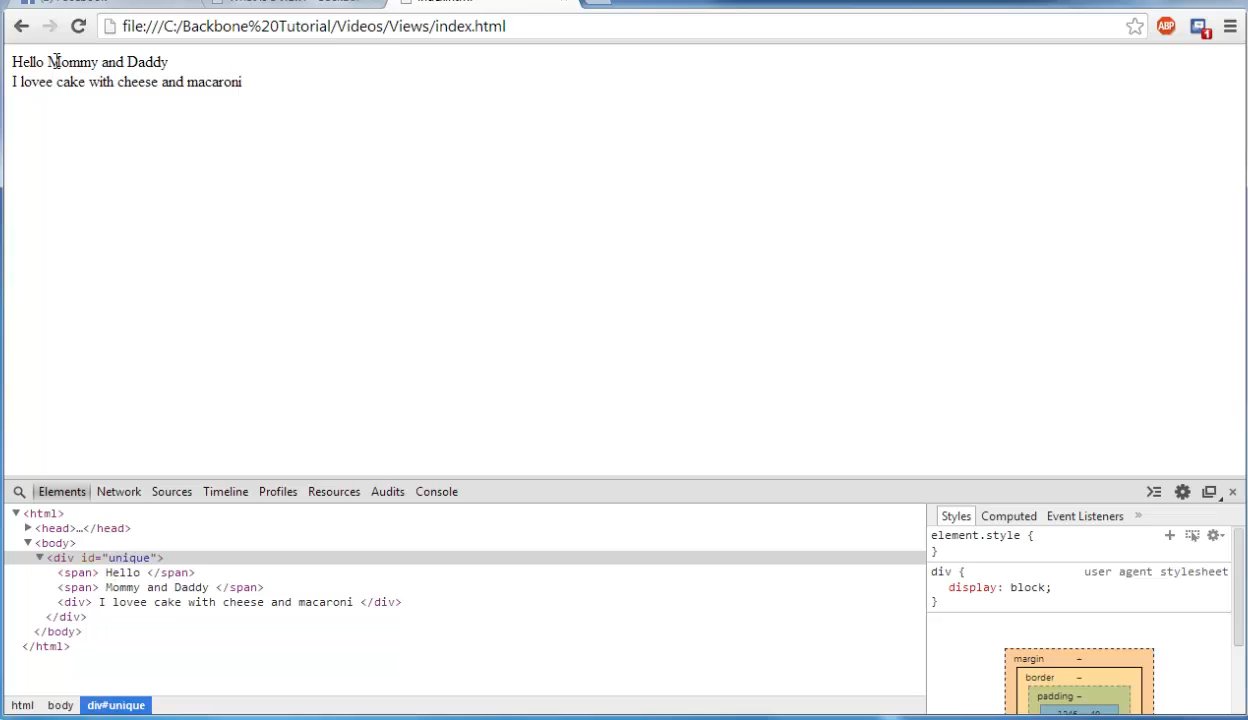 file:///C:/Backbone%20Tutorial/Videos/Views/index.html
ABP
1
Hello Mommy and Daddy
I lovee cake with cheese and macaroni
Elements Network Sources Timeline Profiles Resources Audits Console
<html>
<head>…</head>
<body>
<div id="unique">
<span> Hello </span>
<span> Mommy and Daddy </span>
<div> I lovee cake with cheese and macaroni </div>
</div>
</body>
</html>
html body div#unique
Styles Computed Event Listeners »
element.style {
}
div { user agent stylesheet
display: block;
}
margin –
border –
padding –